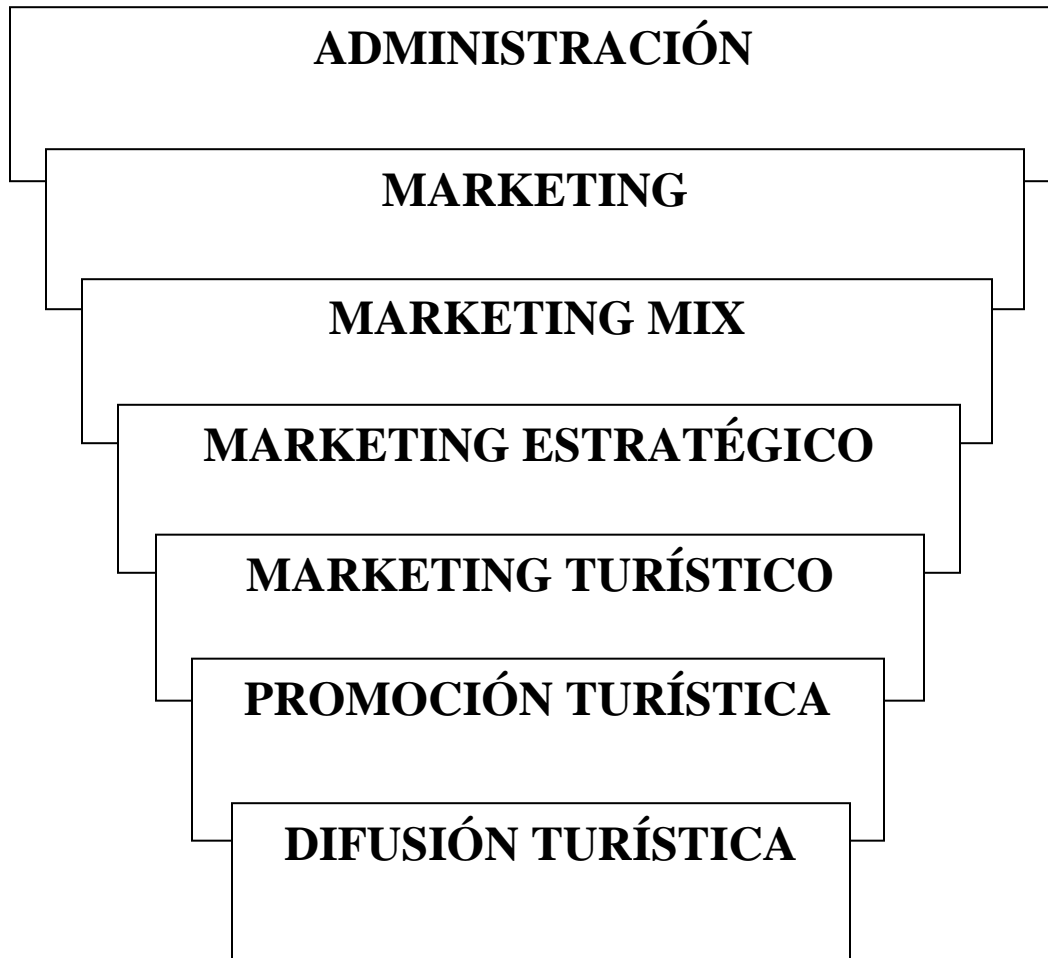 ADMINISTRACIÓN
MARKETING
MARKETING MIX
MARKETING ESTRATÉGICO
MARKETING TURÍSTICO
PROMOCIÓN TURÍSTICA
DIFUSIÓN TURÍSTICA